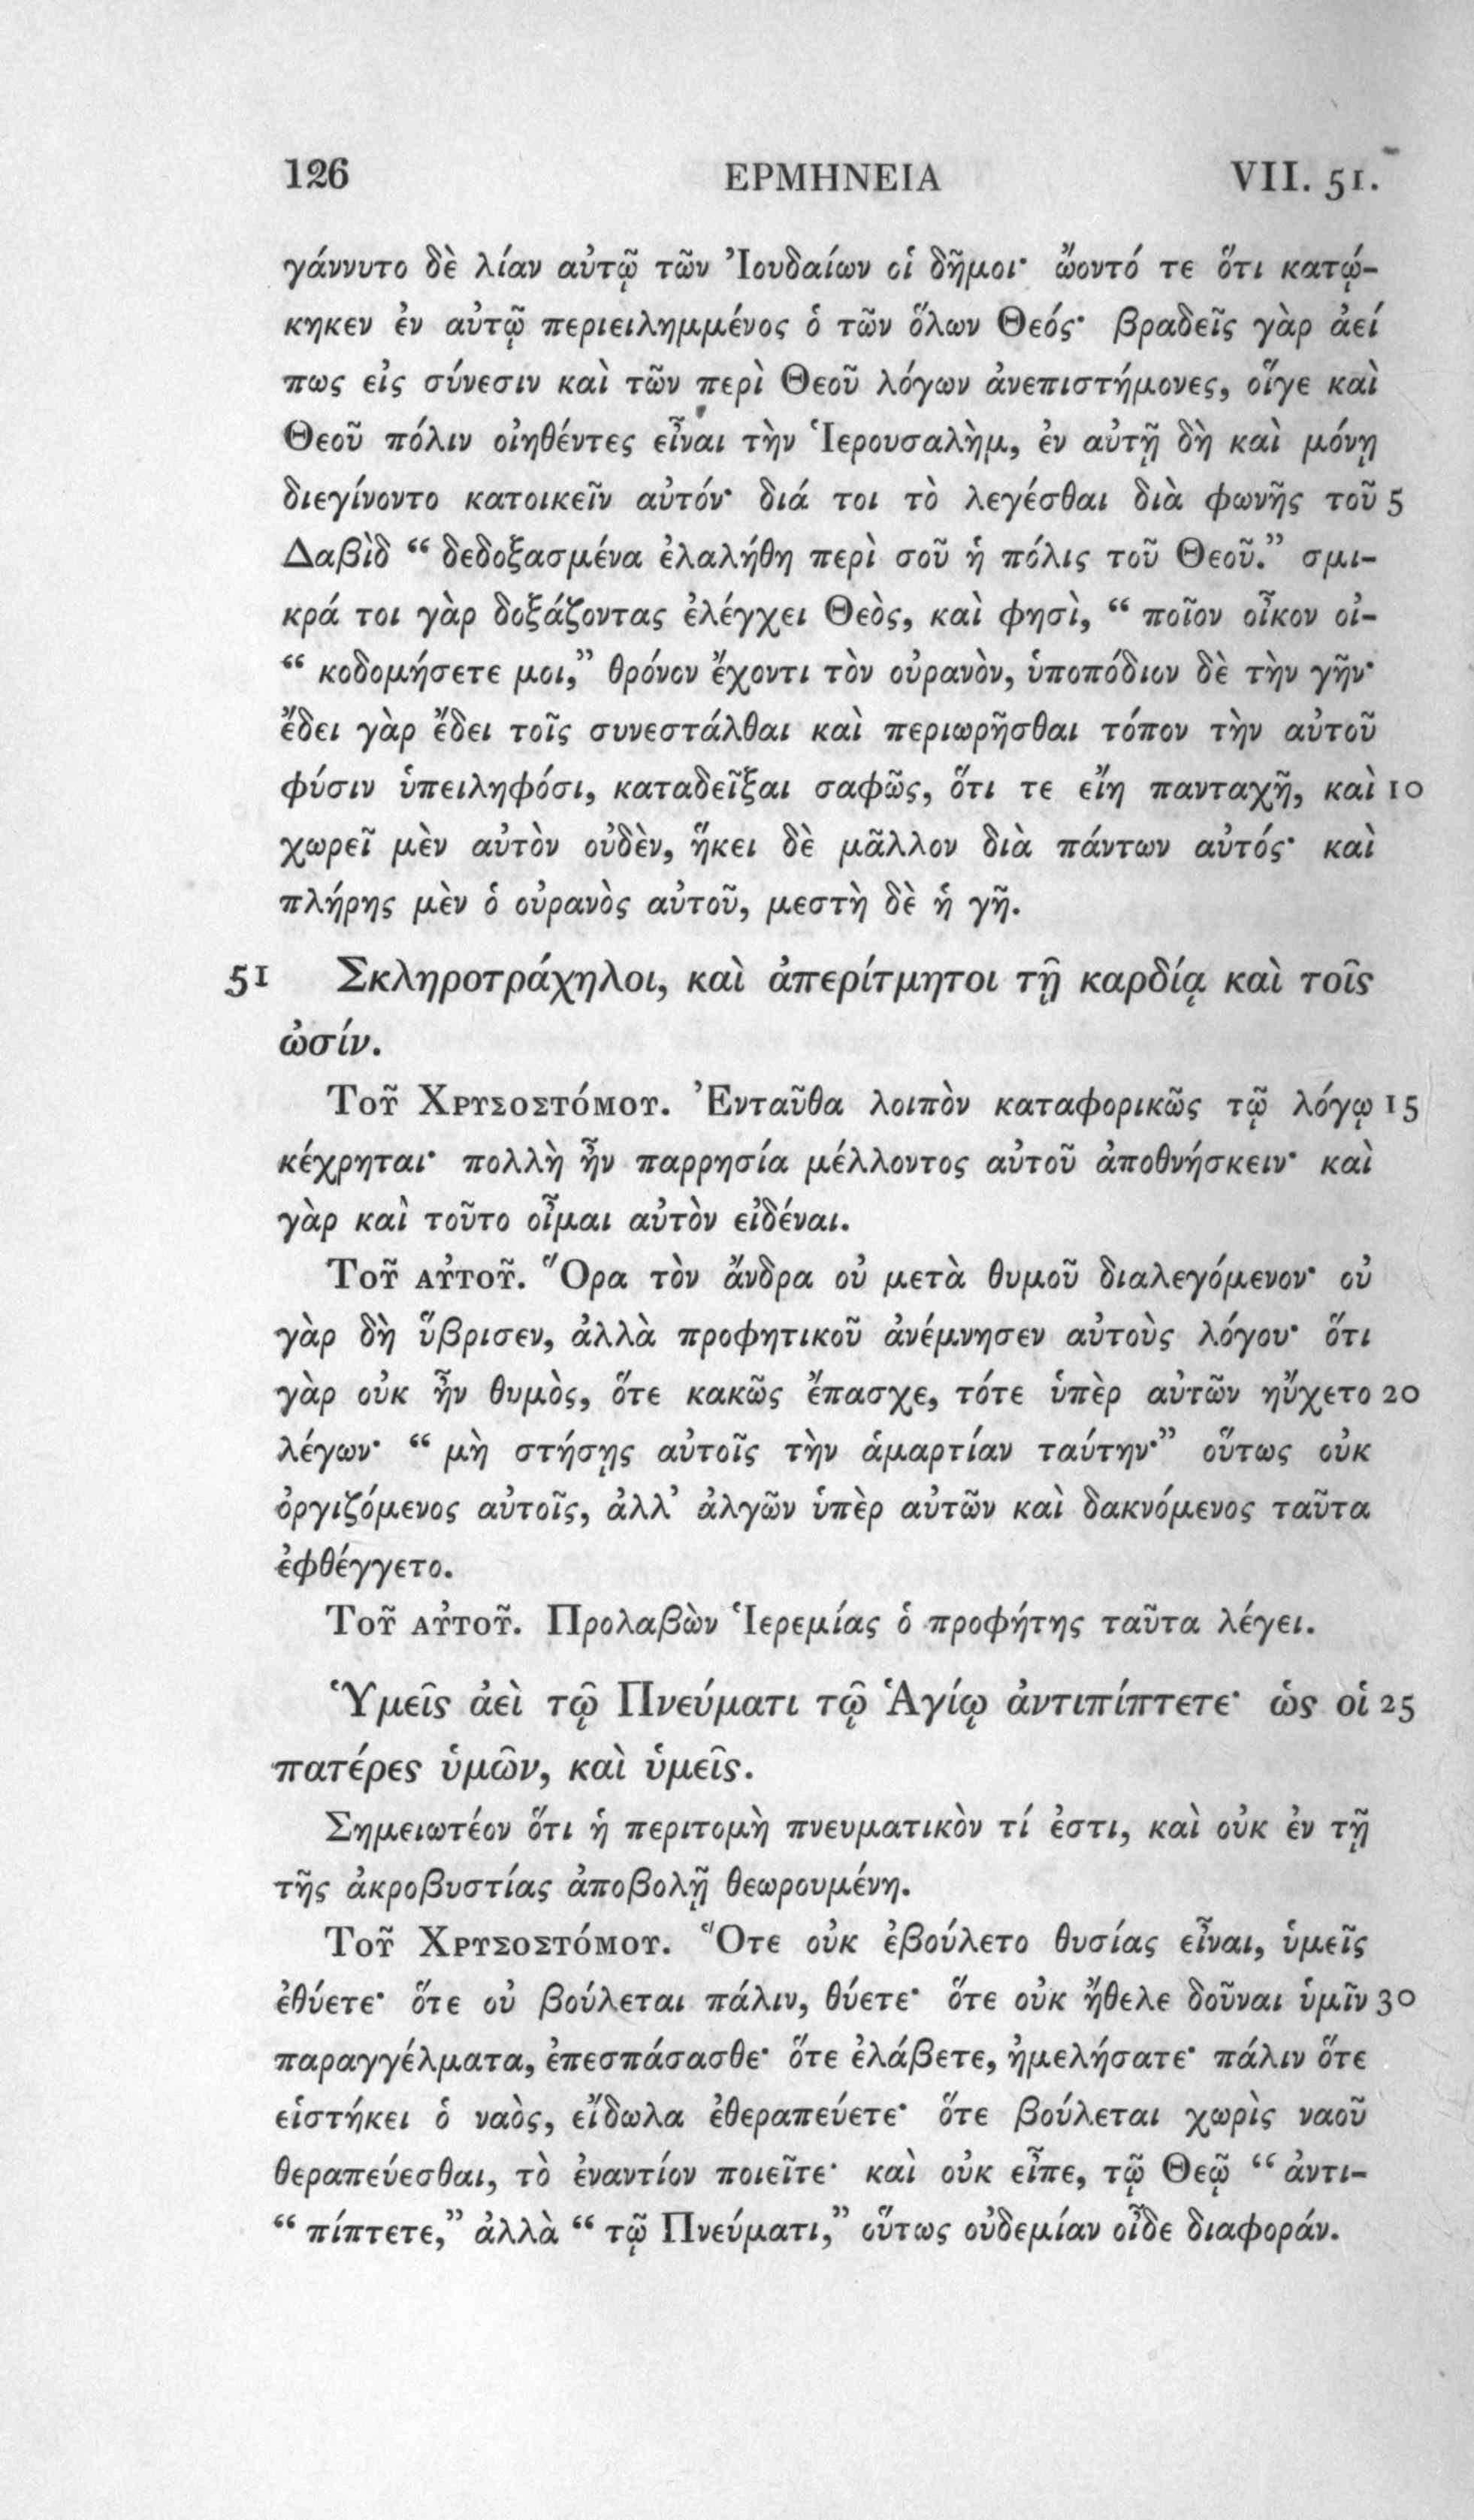 126 ΕΡΜΗΝΕΙΑ VII. 51.
γάννυτο δὲ λίαν αὐτῷ τῶν Ἰουδαίων οἱ δῆμοι· ᾤοντό τε ὅτι κατῴ-
κηκεν ἐν αὐτῷ περιειλημμένος ὁ τῶν ὅλων Θεός· βραδεῖς γὰρ ἀεί
πως εἰς σύνεσιν καὶ τῶν περὶ Θεοῦ λόγων ἀνεπιστήμονες, οἵγε καὶ
Θεοῦ πόλιν οἰηθέντες εἶναι τὴν Ἱερουσαλὴμ, ἐν αὐτῇ δὴ καὶ μόνῃ
διεγίνοντο κατοικεῖν αὐτόν· διά τοι τὸ λεγέσθαι διὰ φωνῆς τοῦ 5
Δαβὶδ “ δεδοξασμένα ἐλαλήθη περὶ σοῦ ἡ πόλις τοῦ Θεοῦ.” σμι-
κρά τοι γὰρ δοξάζοντας ἐλέγχει Θεὸς, καὶ φησὶ, “ ποῖον οἶκον οἰ-
“ κοδομήσετε μοι,” θρόνον ἔχοντι τὸν οὐρανὸν, ὑποπόδιον δὲ τὴν γῆν·
ἔδει γὰρ ἔδει τοῖς συνεστάλθαι καὶ περιωρῆσθαι τόπον τὴν αὐτοῦ
φύσιν ὑπειληφόσι, καταδεῖξαι σαφῶς, ὅτι τε εἴη πανταχῆ, καὶ 10
χωρεῖ μὲν αὐτὸν οὐδὲν, ἥκει δὲ μᾶλλον διὰ πάντων αὐτός· καὶ
πλήρης μὲν ὁ οὐρανὸς αὐτοῦ, μεστὴ δὲ ἡ γῆ.
51 Σκληροτράχηλοι, καὶ ἀπερίτμητοι τῇ καρδίᾳ καὶ τοῖς
ὠσίν.
Τοῦ Χρυσοστόμου. Ἐνταῦθα λοιπὸν καταφορικῶς τῷ λόγῳ 15
κέχρηται· πολλὴ ἦν παρρησία μέλλοντος αὐτοῦ ἀποθνήσκειν· καὶ
γὰρ καὶ τοῦτο οἶμαι αὐτὸν εἰδέναι.
Τοῦ αὐτοῦ. Ὅρα τὸν ἄνδρα οὐ μετὰ θυμοῦ διαλεγόμενον· οὐ
γὰρ δὴ ὕβρισεν, ἀλλὰ προφητικοῦ ἀνέμνησεν αὐτοὺς λόγου· ὅτι
γὰρ οὐκ ἦν θυμὸς, ὅτε κακῶς ἔπασχε, τότε ὑπὲρ αὐτῶν ηὔχετο 20
λέγων· “ μὴ στήσῃς αὐτοῖς τὴν ἁμαρτίαν ταύτην·” οὕτως οὐκ
ὀργιζόμενος αὐτοῖς, ἀλλ’ ἀλγῶν ὑπὲρ αὐτῶν καὶ δακνόμενος ταῦτα
ἐφθέγγετο.
Τοῦ αὐτοῦ. Προλαβὼν Ἱερεμίας ὁ προφήτης ταῦτα λέγει.
Ὑμεῖς ἀεὶ τῷ Πνεύματι τῷ Ἁγίῳ ἀντιπίπτετε· ὡς οἱ 25
πατέρες ὑμῶν, καὶ ὑμεῖς.
Σημειωτέον ὅτι ἡ περιτομὴ πνευματικὸν τί ἐστι, καὶ οὐκ ἐν τῇ
τῆς ἀκροβυστίας ἀποβολῇ θεωρουμένη.
Τοῦ Χρυσοστόμου. Ὅτε οὐκ ἐβούλετο θυσίας εἶναι, ὑμεῖς
ἐθύετε· ὅτε οὐ βούλεται πάλιν, θύετε· ὅτε οὐκ ἤθελε δοῦναι ὑμῖν 30
παραγγέλματα, ἐπεσπάσασθε· ὅτε ἐλάβετε, ἠμελήσατε· πάλιν ὅτε
εἱστήκει ὁ ναὸς, εἴδωλα ἐθεραπεύετε· ὅτε βούλεται χωρὶς ναοῦ
θεραπεύεσθαι, τὸ ἐναντίον ποιεῖτε· καὶ οὐκ εἶπε, τῷ Θεῷ “ ἀντι-
“ πίπτετε,” ἀλλὰ “ τῷ Πνεύματι,” οὕτως οὐδεμίαν οἶδε διαφοράν.